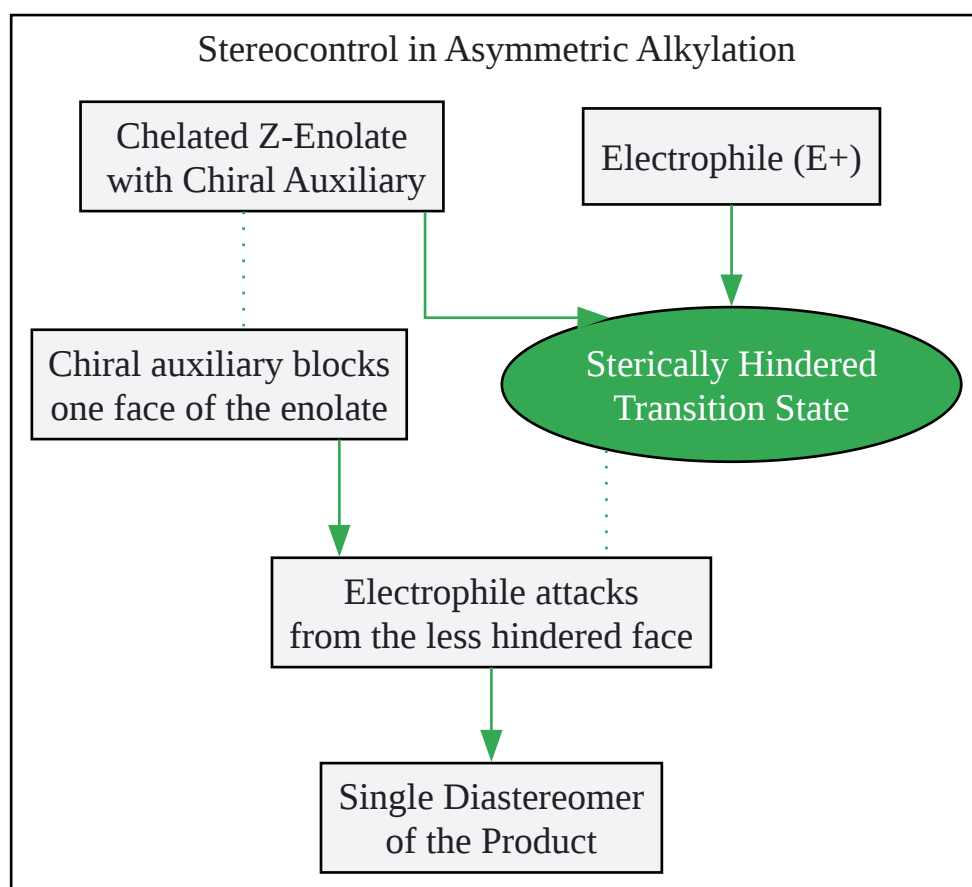 Stereocontrol in Asymmetric Alkylation
Chelated Z-Enolate
with Chiral Auxiliary
Electrophile (E+)
Chiral auxiliary blocks
one face of the enolate
Sterically Hindered
Transition State
Electrophile attacks
from the less hindered face
Single Diastereomer
of the Product